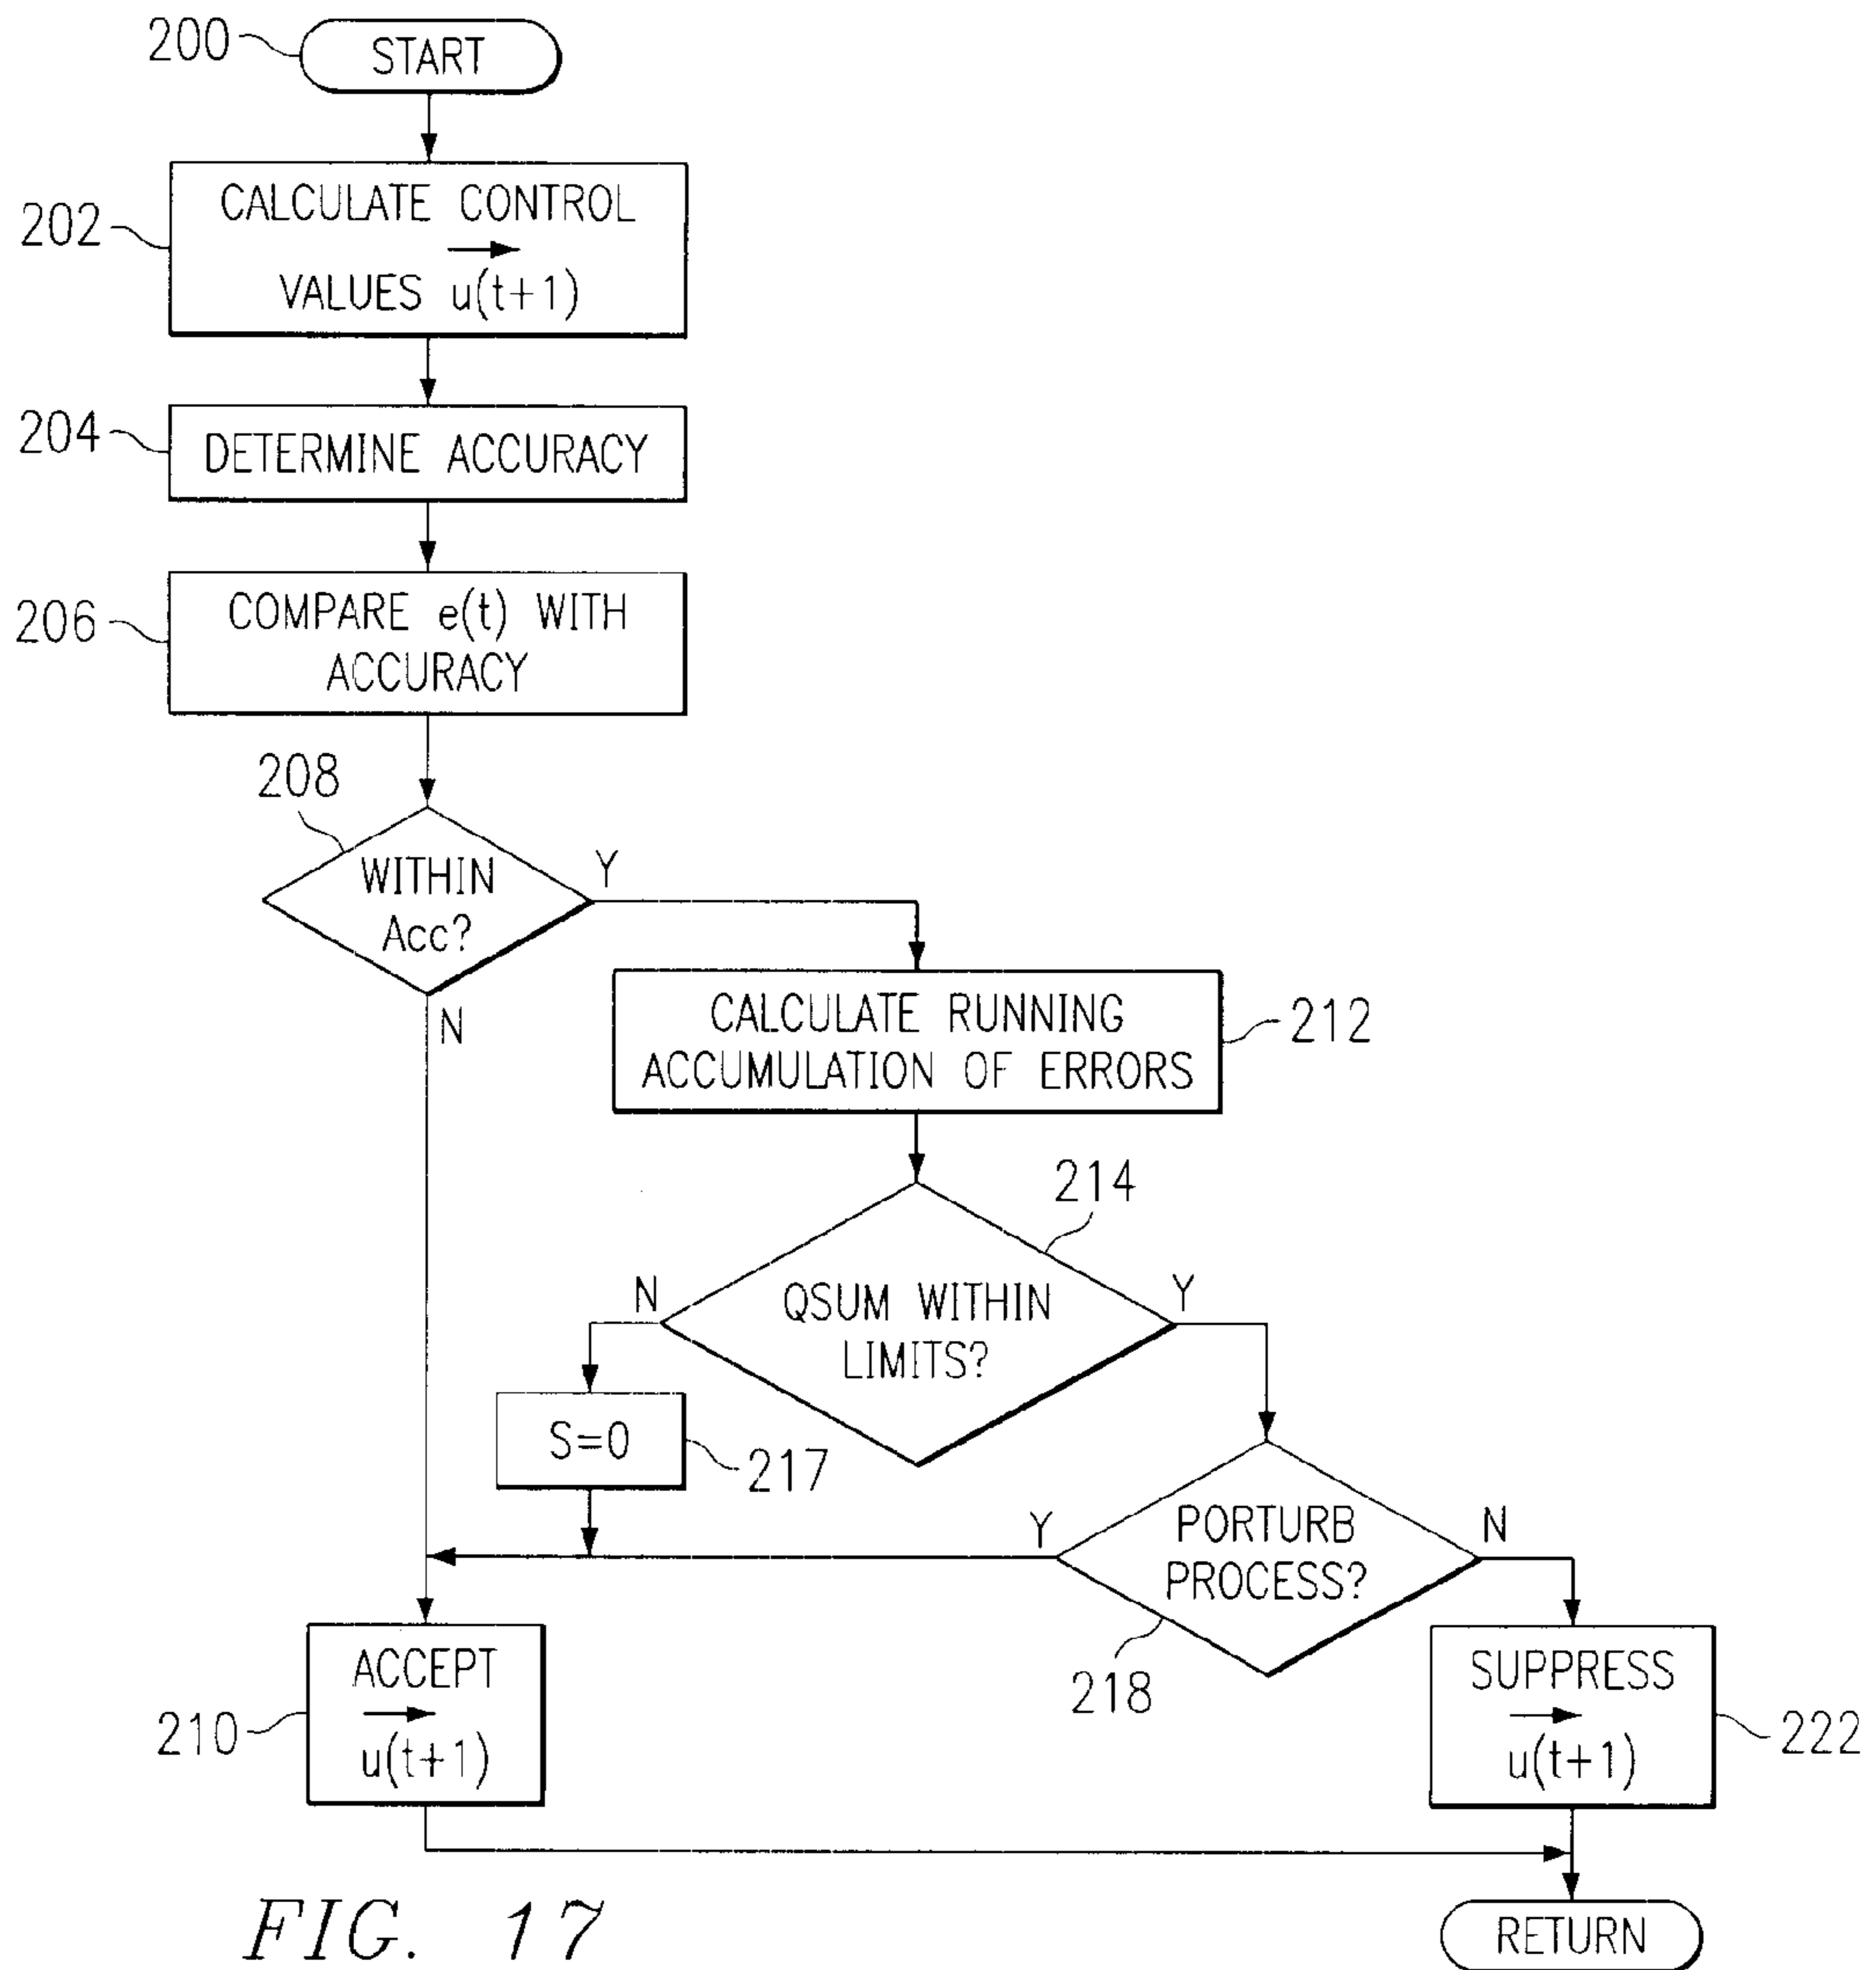 200
START
202
CALCULATE CONTROL
VALUES u(t+1)
204
DETERMINE ACCURACY
206
COMPARE e(t) WITH
ACCURACY
208
WITHIN
Acc?
Y
N
CALCULATE RUNNING
ACCUMULATION OF ERRORS
212
214
QSUM WITHIN
LIMITS?
N
Y
S=0
217
PORTURB
PROCESS?
Y
N
218
ACCEPT
u(t+1)
210
SUPPRESS
u(t+1)
222
RETURN
FIG. 17